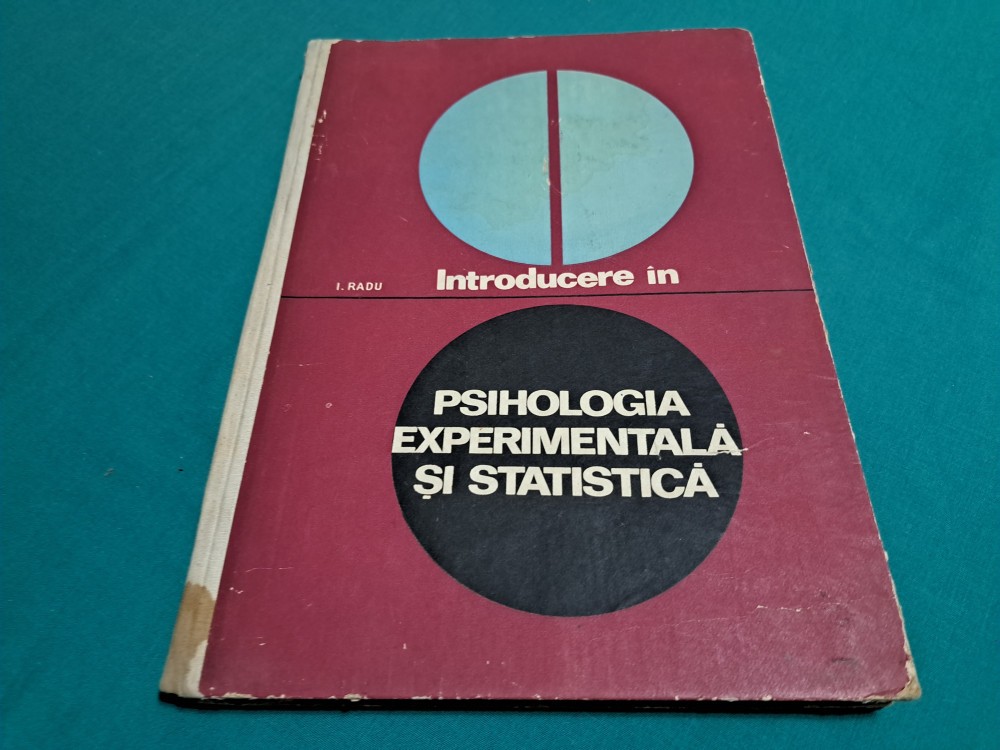 I. RADU
Introducere în
PSIHOLOGIA
EXPERIMENTALĂ
ȘI STATISTICĂ